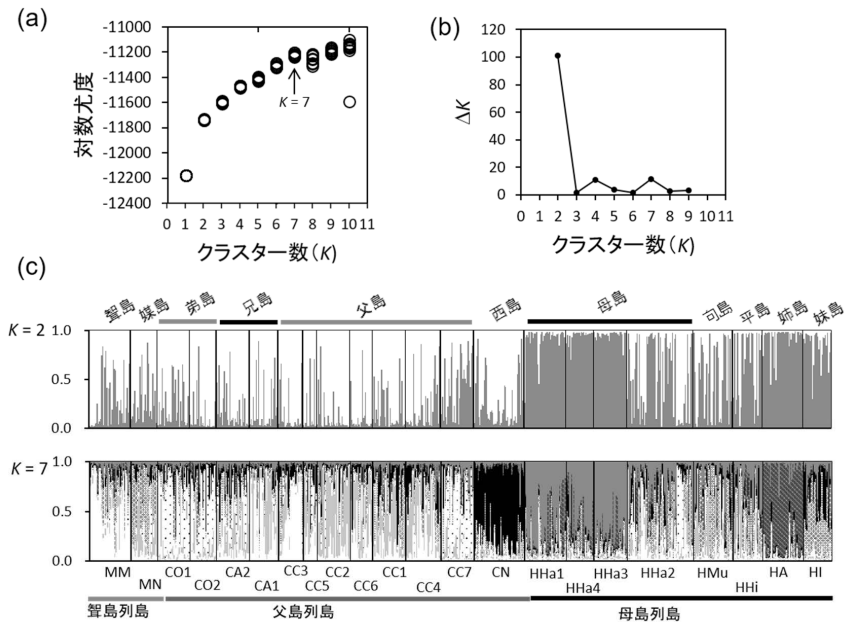 (a)
-11000
-11200
-11400
-11600
-11800
-12000
-12200
-12400
対数尤度
K = 7
0 1 2 3 4 5 6 7 8 9 10 11
クラスター数(K)
(b)
120
100
80
60
40
20
0
ΔK
0 1 2 3 4 5 6 7 8 9 10 11
クラスター数(K)
(c)
聟島 媒島 弟島 兄島 父島 西島 母島 向島 平島 姉島 妹島
K = 2
1.0
0.5
0.0
K = 7
1.0
0.5
0.0
MM MN CO1 CO2 CA2 CA1 CC3 CC5 CC2 CC6 CC1 CC4 CC7 CN HHa1 HHa4 HHa3 HHa2 HMu HHi HA HI
聟島列島 父島列島 母島列島